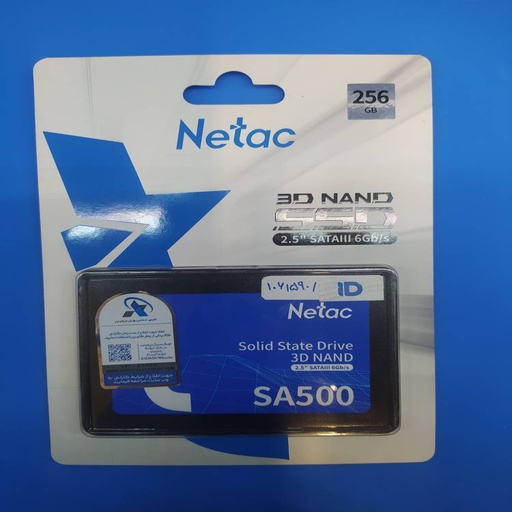 256
GB
Netac
3D NAND
SSD
2.5" SATAIII 6Gb/s
۱۰۴۱۵۹۰۱
ID
Netac
Solid State Drive
3D NAND
2.5" SATAIII 6Gb/s
SA500